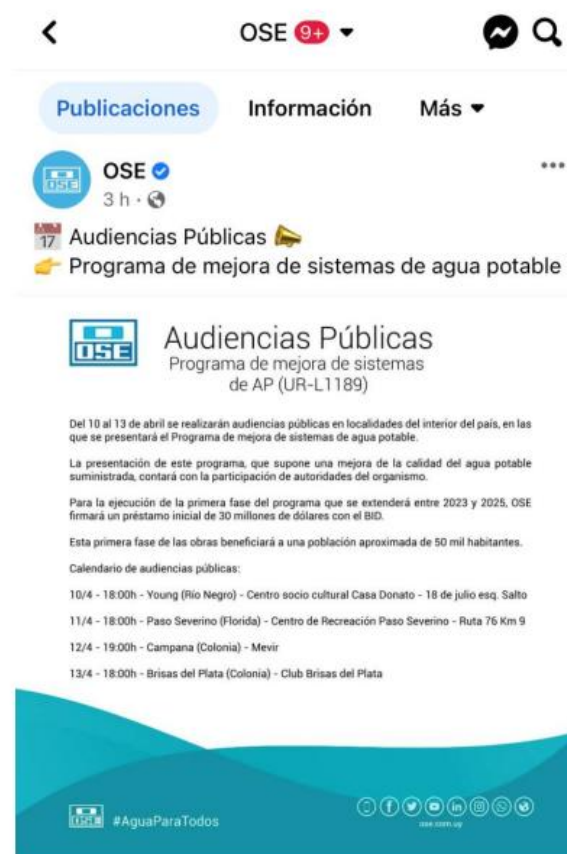 OSE 9+
Publicaciones Información Más
OSE
3 h
17 Audiencias Públicas
Programa de mejora de sistemas de agua potable
OSE
Audiencias Públicas
Programa de mejora de sistemas
de AP (UR-L1189)
Del 10 al 13 de abril se realizarán audiencias públicas en localidades del interior del país, en las
que se presentará el Programa de mejora de sistemas de agua potable.
La presentación de este programa, que supone una mejora de la calidad del agua potable
suministrada, contará con la participación de autoridades del organismo.
Para la ejecución de la primera fase del programa que se extenderá entre 2023 y 2025, OSE
firmará un préstamo inicial de 30 millones de dólares con el BID.
Esta primera fase de las obras beneficiará a una población aproximada de 50 mil habitantes.
Calendario de audiencias públicas:
10/4 - 18:00h - Young (Río Negro) - Centro socio cultural Casa Donato - 18 de julio esq. Salto
11/4 - 18:00h - Paso Severino (Florida) - Centro de Recreación Paso Severino - Ruta 76 Km 9
12/4 - 19:00h - Campana (Colonia) - Mevir
13/4 - 18:00h - Brisas del Plata (Colonia) - Club Brisas del Plata
OSE #AguaParaTodos
ose.com.uy